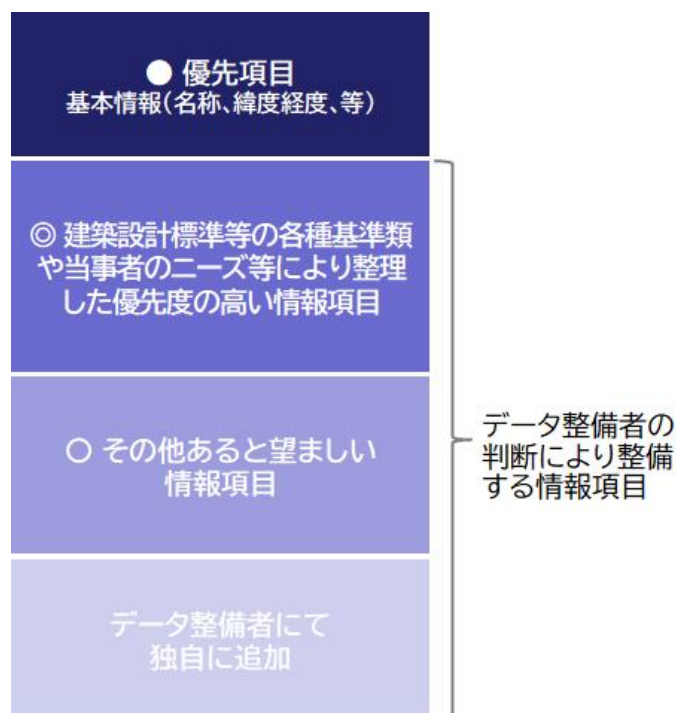 ● 優先項目
基本情報(名称、緯度経度、等)
◎ 建築設計標準等の各種基準類
や当事者のニーズ等により整理
した優先度の高い情報項目
〇 その他あると望ましい
情報項目
データ整備者にて
独自に追加
データ整備者の
判断により整備
する情報項目